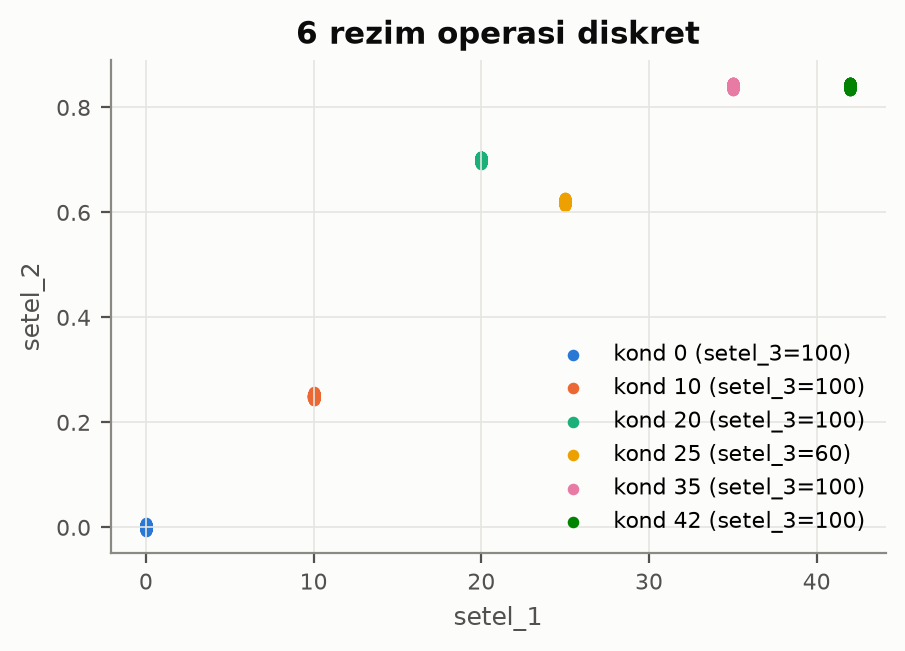 6 rezim operasi diskret
setel_2
0.8
0.6
0.4
0.2
0.0
kond 0 (setel_3=100)
kond 10 (setel_3=100)
kond 20 (setel_3=100)
kond 25 (setel_3=60)
kond 35 (setel_3=100)
kond 42 (setel_3=100)
0 10 20 30 40
setel_1